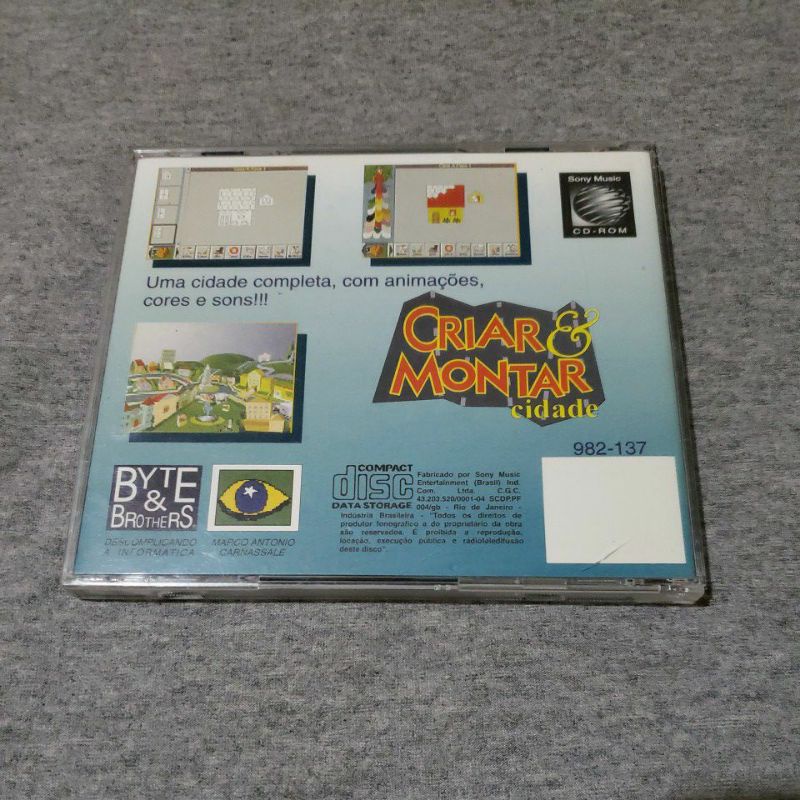 Sony Music
CD-ROM
Uma cidade completa, com animações,
cores e sons!!!
CRIAR &
MONTAR
cidade
982-137
BYTE
&
BROTHERS
DESCOMPLICANDO
A INFORMÁTICA
MARCO ANTONIO
CARNASSALE
COMPACT
disc
DATA STORAGE
Fabricado por Sony Music
Entertainment (Brasil) Ind.
Com. Ltda. C.G.C.
43.203.520/0001-04 SCDP.PF
004/gb - Rio de Janeiro -
Indústria Brasileira - "Todos os direitos de
produtor fonográfico e do proprietário da obra
são reservados. É proibida a reprodução,
locação, execução pública e radioteledifusão
deste disco".